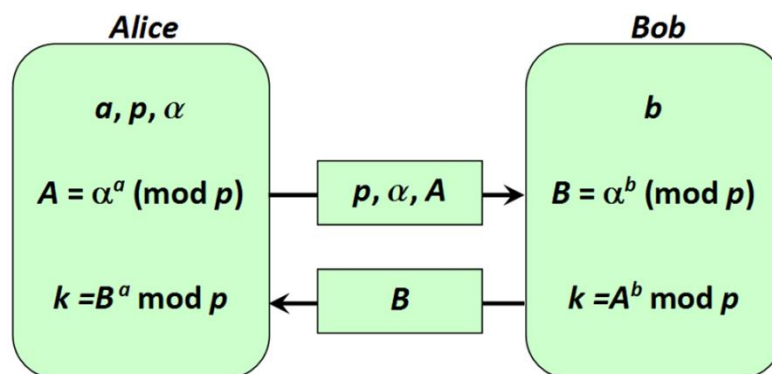 Alice
Bob
a, p, α
A = α^a (mod p)
k =B^a mod p
p, α, A
B
b
B = α^b (mod p)
k =A^b mod p